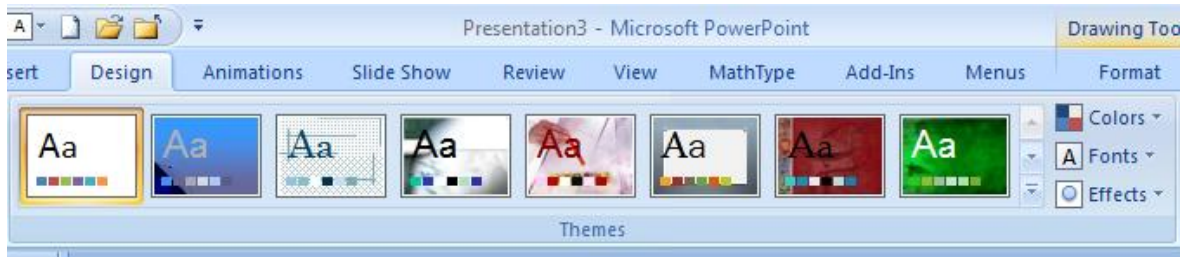 A
Presentation3 - Microsoft PowerPoint
Drawing Too
sert Design Animations Slide Show Review View MathType Add-Ins Menus Format
Aa Aa Aa Aa Aa Aa Aa Aa
Colors
A Fonts
Effects
Themes